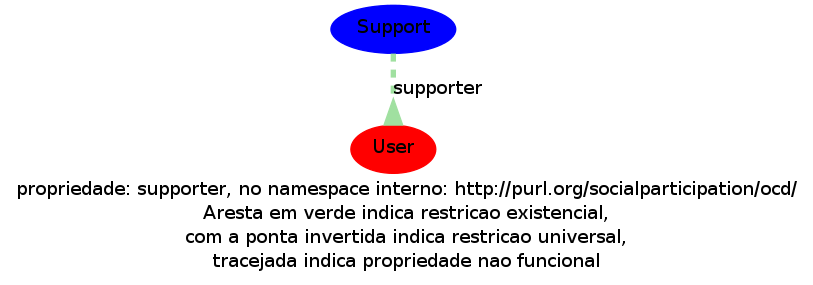 Support
supporter
User
propriedade: supporter, no namespace interno: http://purl.org/socialparticipation/ocd/
Aresta em verde indica restricao existencial,
com a ponta invertida indica restricao universal,
tracejada indica propriedade nao funcional